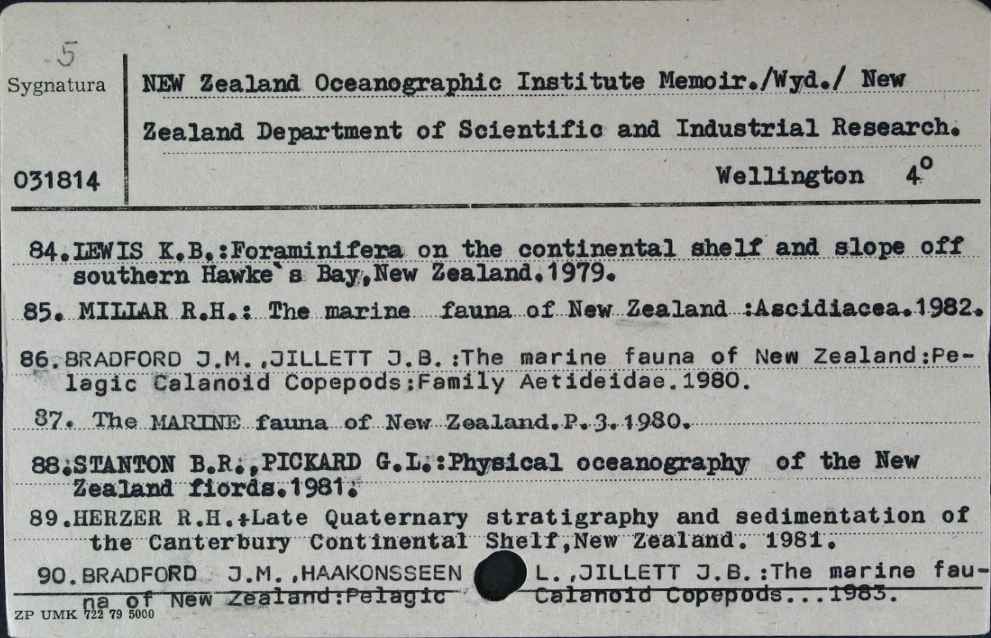 5
Sygnatura
NEW Zealand Oceanographic Institute Memoir./Wyd./ New
Zealand Department of Scientific and Industrial Research.
031814
Wellington 4°
84.LEWIS K.B.:Foraminifera on the continental shelf and slope off
southern Hawke`s Bay,New Zealand.1979.
85. MILIAR R.H.: The marine fauna of New Zealand :Ascidiacea.1982.
86.BRADFORD J.M.,JILLETT J.B.:The marine fauna of New Zealand:Pe-
lagic Calanoid Copepods:Family Aetideidae.1980.
87. The MARINE fauna of New Zealand.P.3.1980.
88.STANTON B.R.,PICKARD G.L.:Physical oceanography of the New
Zealand fiords.1981.
89.HERZER R.H.+Late Quaternary stratigraphy and sedimentation of
the Canterbury Continental Shelf,New Zealand. 1981.
90.BRADFORD J.M.,HAAKONSSEEN L.,JILLETT J.B.:The marine fau-
na of New Zealand:Pelagic Calanoid Copepods...1983.
ZP UMK 722 79 5000